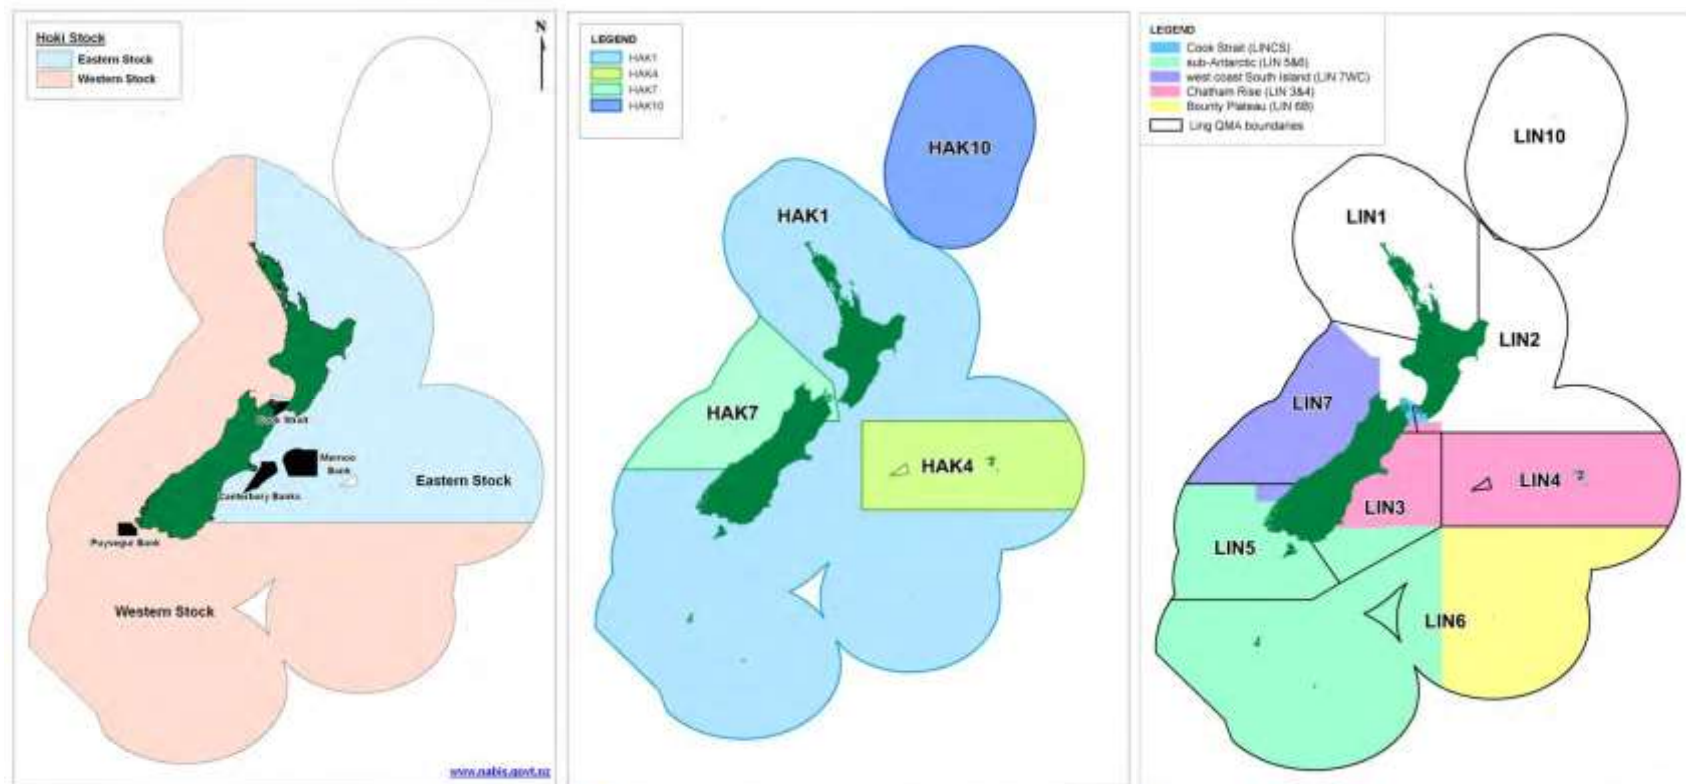 Hoki Stock
Eastern Stock
Western Stock
N
Cook Strait
Mernoo
Bank
Canterbury Banks
Eastern Stock
Puysegur Bank
Western Stock
www.nabis.govt.nz
LEGEND
HAK1
HAK4
HAK7
HAK10
HAK10
HAK1
HAK7
HAK4
LEGEND
Cook Strait (LINCS)
sub-Antarctic (LIN 5&6)
west coast South Island (LIN 7WC)
Chatham Rise (LIN 3&4)
Bounty Plateau (LIN 6B)
Ling QMA boundaries
LIN10
LIN1
LIN2
LIN7
LIN4
LIN3
LIN5
LIN6